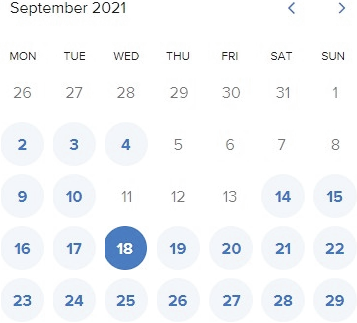 September 2021
MON TUE WED THU FRI SAT SUN
26 27 28 29 30 31 1
2 3 4 5 6 7 8
9 10 11 12 13 14 15
16 17 18 19 20 21 22
23 24 25 26 27 28 29